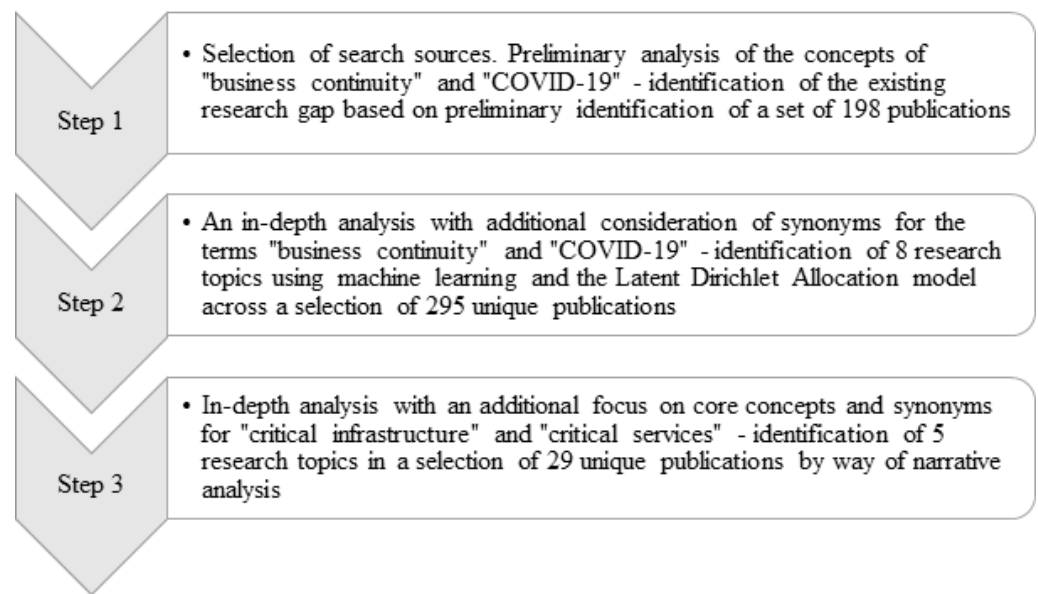 Step 1
• Selection of search sources. Preliminary analysis of the concepts of
"business continuity" and "COVID-19" - identification of the existing
research gap based on preliminary identification of a set of 198 publications
Step 2
• An in-depth analysis with additional consideration of synonyms for the
terms "business continuity" and "COVID-19" - identification of 8 research
topics using machine learning and the Latent Dirichlet Allocation model
across a selection of 295 unique publications
Step 3
• In-depth analysis with an additional focus on core concepts and synonyms
for "critical infrastructure" and "critical services" - identification of 5
research topics in a selection of 29 unique publications by way of narrative
analysis